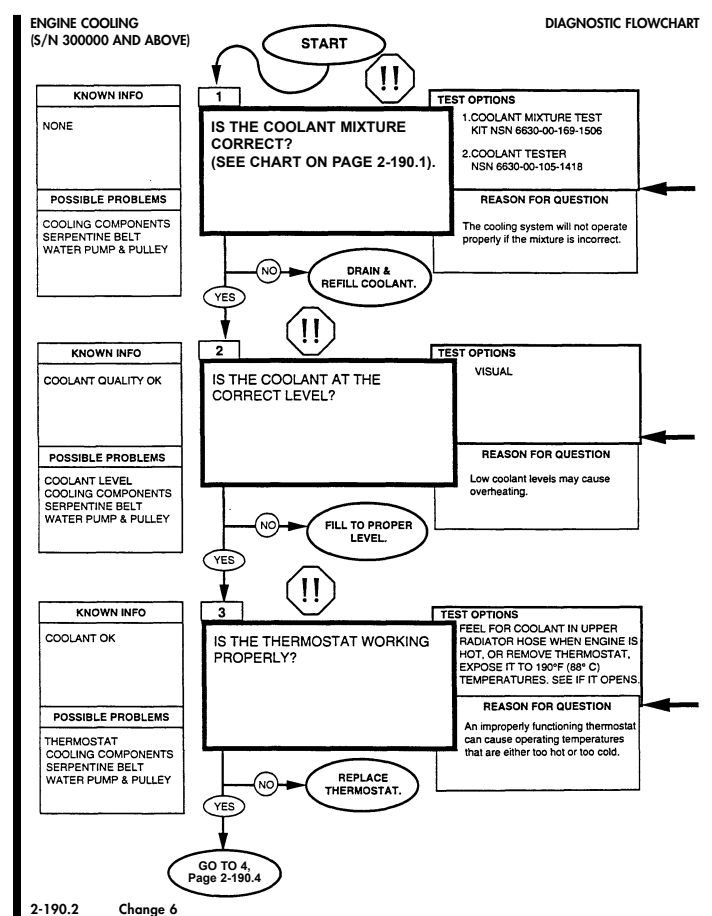 ENGINE COOLING
(S/N 300000 AND ABOVE)
DIAGNOSTIC FLOWCHART
START
!!
KNOWN INFO
NONE
POSSIBLE PROBLEMS
COOLING COMPONENTS
SERPENTINE BELT
WATER PUMP & PULLEY
1
IS THE COOLANT MIXTURE
CORRECT?
(SEE CHART ON PAGE 2-190.1).
TEST OPTIONS
1.COOLANT MIXTURE TEST
KIT NSN 6630-00-169-1506
2.COOLANT TESTER
NSN 6630-00-105-1418
REASON FOR QUESTION
The cooling system will not operate
properly if the mixture is incorrect.
NO
DRAIN &
REFILL COOLANT.
YES
!!
KNOWN INFO
COOLANT QUALITY OK
POSSIBLE PROBLEMS
COOLANT LEVEL
COOLING COMPONENTS
SERPENTINE BELT
WATER PUMP & PULLEY
2
IS THE COOLANT AT THE
CORRECT LEVEL?
TEST OPTIONS
VISUAL
REASON FOR QUESTION
Low coolant levels may cause
overheating.
NO
FILL TO PROPER
LEVEL.
YES
!!
KNOWN INFO
COOLANT OK
POSSIBLE PROBLEMS
THERMOSTAT
COOLING COMPONENTS
SERPENTINE BELT
WATER PUMP & PULLEY
3
IS THE THERMOSTAT WORKING
PROPERLY?
TEST OPTIONS
FEEL FOR COOLANT IN UPPER
RADIATOR HOSE WHEN ENGINE IS
HOT, OR REMOVE THERMOSTAT,
EXPOSE IT TO 190°F (88° C)
TEMPERATURES. SEE IF IT OPENS.
REASON FOR QUESTION
An improperly functioning thermostat
can cause operating temperatures
that are either too hot or too cold.
NO
REPLACE
THERMOSTAT.
YES
GO TO 4,
Page 2-190.4
2-190.2 Change 6